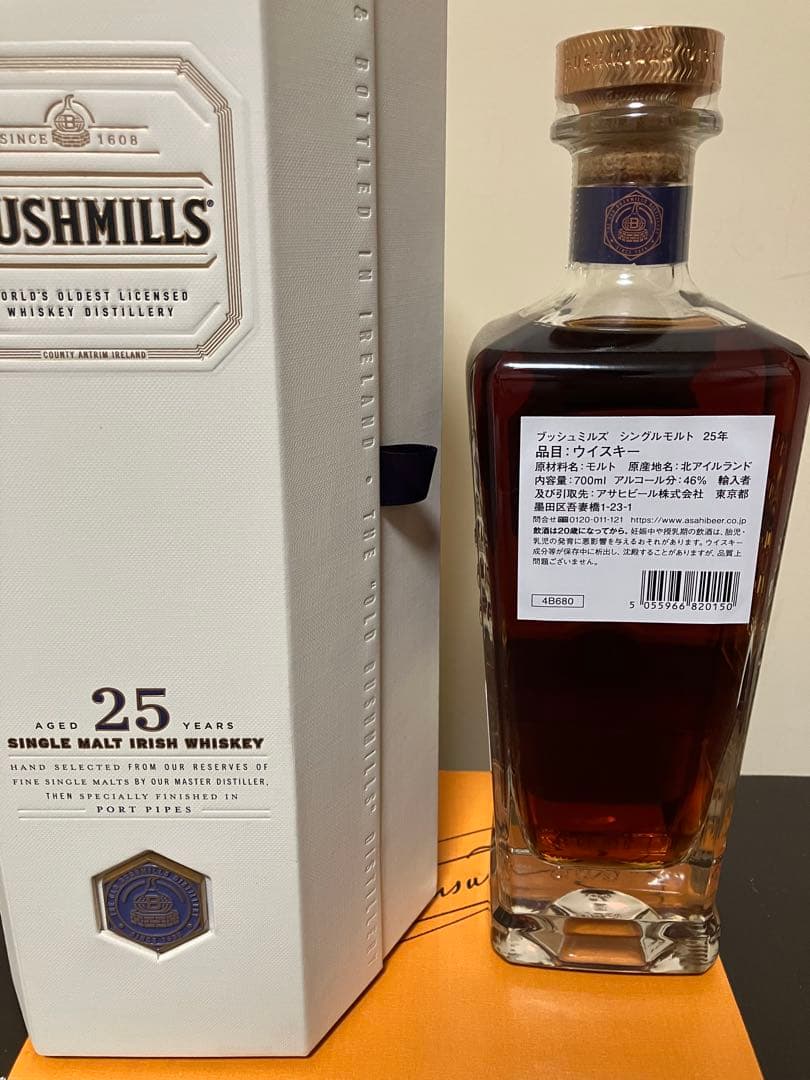 SINCE 1608
USHMILLS®
ORLD'S OLDEST LICENSED
WHISKEY DISTILLERY
COUNTY ANTRIM IRELAND
AGED 25 YEARS
SINGLE MALT IRISH WHISKEY
HAND SELECTED FROM OUR RESERVES OF
FINE SINGLE MALTS BY OUR MASTER DISTILLER,
THEN SPECIALLY FINISHED IN
PORT PIPES
& BOTTLED IN IRELAND • THE "OLD BUSHMILLS" DISTILLERY
BUSHMILLS
ブッシュミルズ シングルモルト 25年
品目:ウイスキー
原材料名:モルト 原産地名:北アイルランド
内容量:700ml アルコール分:46% 輸入者
及び引取先:アサヒビール株式会社 東京都
墨田区吾妻橋1-23-1
問合せ 0120-011-121 https://www.asahibeer.co.jp
飲酒は20歳になってから。妊娠中や授乳期の飲酒は、胎児・
乳児の発育に悪影響を与えるおそれがあります。ウイスキー
成分等が保存中に析出し、沈殿することがありますが、品質上
問題ございません。
4B680
5 055966 820150